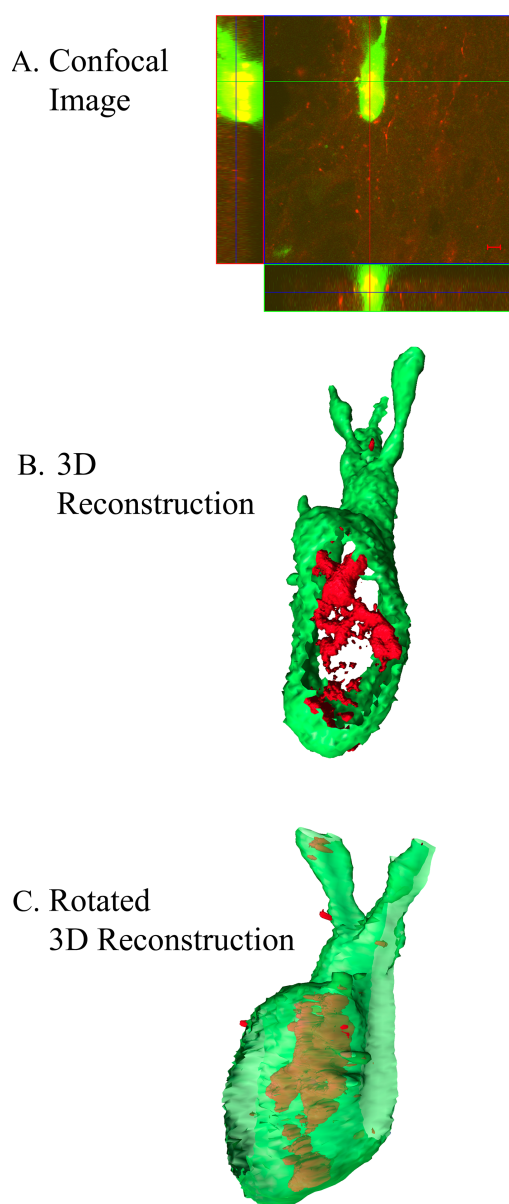 A. Confocal
Image
B. 3D
Reconstruction
C. Rotated
3D Reconstruction